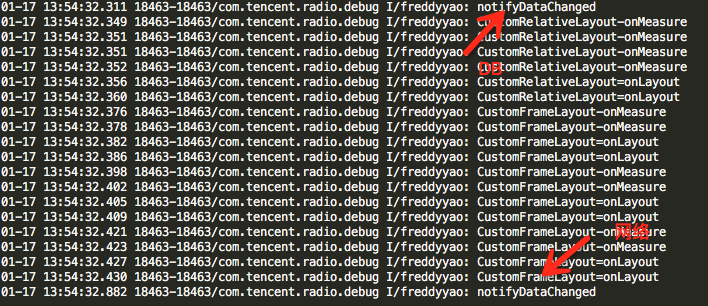 01-17 13:54:32.311 18463-18463/com.tencent.radio.debug I/freddyyao: notifyDataChanged
01-17 13:54:32.349 18463-18463/com.tencent.radio.debug I/freddyyao: CustomRelativeLayout-onMeasure
01-17 13:54:32.351 18463-18463/com.tencent.radio.debug I/freddyyao: CustomRelativeLayout-onMeasure
01-17 13:54:32.351 18463-18463/com.tencent.radio.debug I/freddyyao: CustomRelativeLayout-onMeasure
01-17 13:54:32.352 18463-18463/com.tencent.radio.debug I/freddyyao: CustomRelativeLayout-onMeasure
DB
01-17 13:54:32.356 18463-18463/com.tencent.radio.debug I/freddyyao: CustomRelativeLayout=onLayout
01-17 13:54:32.360 18463-18463/com.tencent.radio.debug I/freddyyao: CustomRelativeLayout=onLayout
01-17 13:54:32.376 18463-18463/com.tencent.radio.debug I/freddyyao: CustomFrameLayout-onMeasure
01-17 13:54:32.378 18463-18463/com.tencent.radio.debug I/freddyyao: CustomFrameLayout-onMeasure
01-17 13:54:32.382 18463-18463/com.tencent.radio.debug I/freddyyao: CustomFrameLayout=onLayout
01-17 13:54:32.386 18463-18463/com.tencent.radio.debug I/freddyyao: CustomFrameLayout=onLayout
01-17 13:54:32.398 18463-18463/com.tencent.radio.debug I/freddyyao: CustomFrameLayout-onMeasure
01-17 13:54:32.402 18463-18463/com.tencent.radio.debug I/freddyyao: CustomFrameLayout-onMeasure
01-17 13:54:32.405 18463-18463/com.tencent.radio.debug I/freddyyao: CustomFrameLayout=onLayout
01-17 13:54:32.409 18463-18463/com.tencent.radio.debug I/freddyyao: CustomFrameLayout=onLayout
01-17 13:54:32.421 18463-18463/com.tencent.radio.debug I/freddyyao: CustomFrameLayout-onMeasure
网络
01-17 13:54:32.423 18463-18463/com.tencent.radio.debug I/freddyyao: CustomFrameLayout-onMeasure
01-17 13:54:32.427 18463-18463/com.tencent.radio.debug I/freddyyao: CustomFrameLayout=onLayout
01-17 13:54:32.430 18463-18463/com.tencent.radio.debug I/freddyyao: CustomFrameLayout=onLayout
01-17 13:54:32.882 18463-18463/com.tencent.radio.debug I/freddyyao: notifyDataChanged